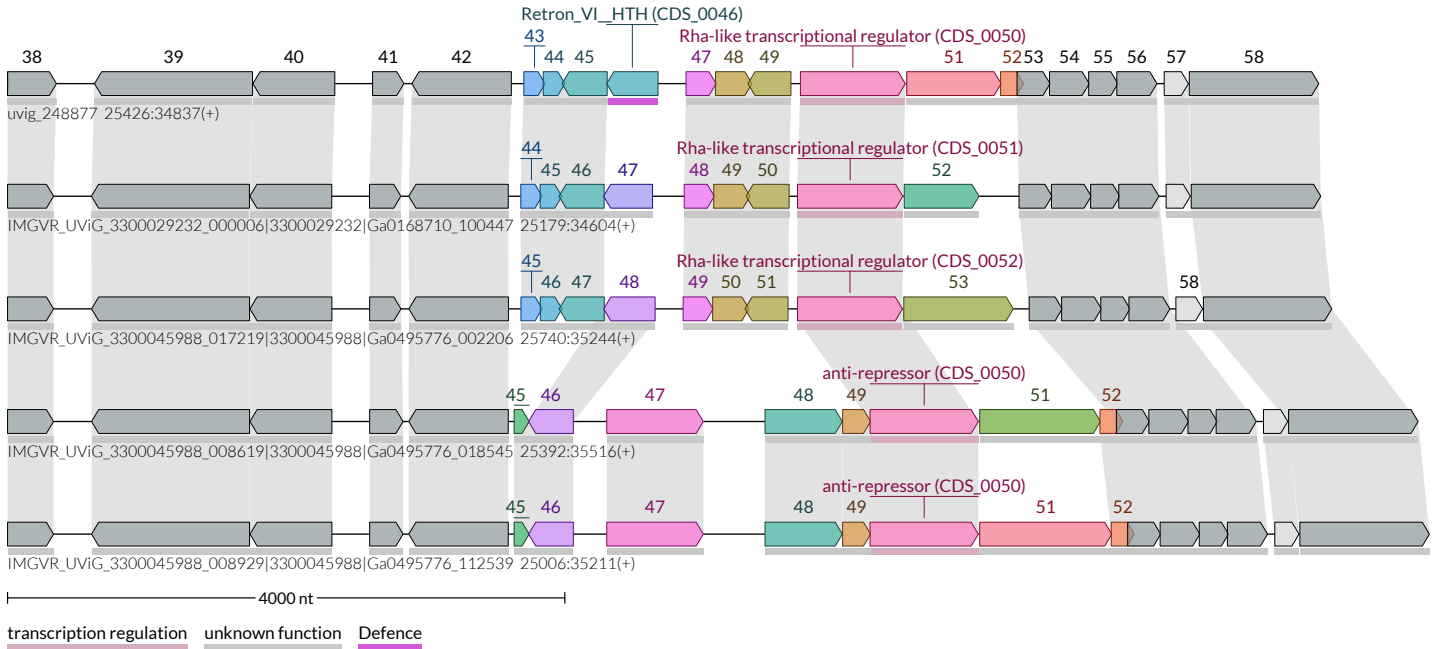 Retron_VI__HTH (CDS_0046)
43 Rha-like transcriptional regulator (CDS_0050)
38 39 40 41 42 44 45 47 48 49 51 52 53 54 55 56 57 58
uvig_248877 25426:34837(+)
44 Rha-like transcriptional regulator (CDS_0051)
45 46 47 48 49 50 52
IMGVR_UViG_3300029232_000006|3300029232|Ga0168710_100447 25179:34604(+)
45 Rha-like transcriptional regulator (CDS_0052)
46 47 48 49 50 51 53 58
IMGVR_UViG_3300045988_017219|3300045988|Ga0495776_002206 25740:35244(+)
anti-repressor (CDS_0050)
45 46 47 48 49 51 52
IMGVR_UViG_3300045988_008619|3300045988|Ga0495776_018545 25392:35516(+)
anti-repressor (CDS_0050)
45 46 47 48 49 51 52
IMGVR_UViG_3300045988_008929|3300045988|Ga0495776_112539 25006:35211(+)
4000 nt
transcription regulation unknown function Defence